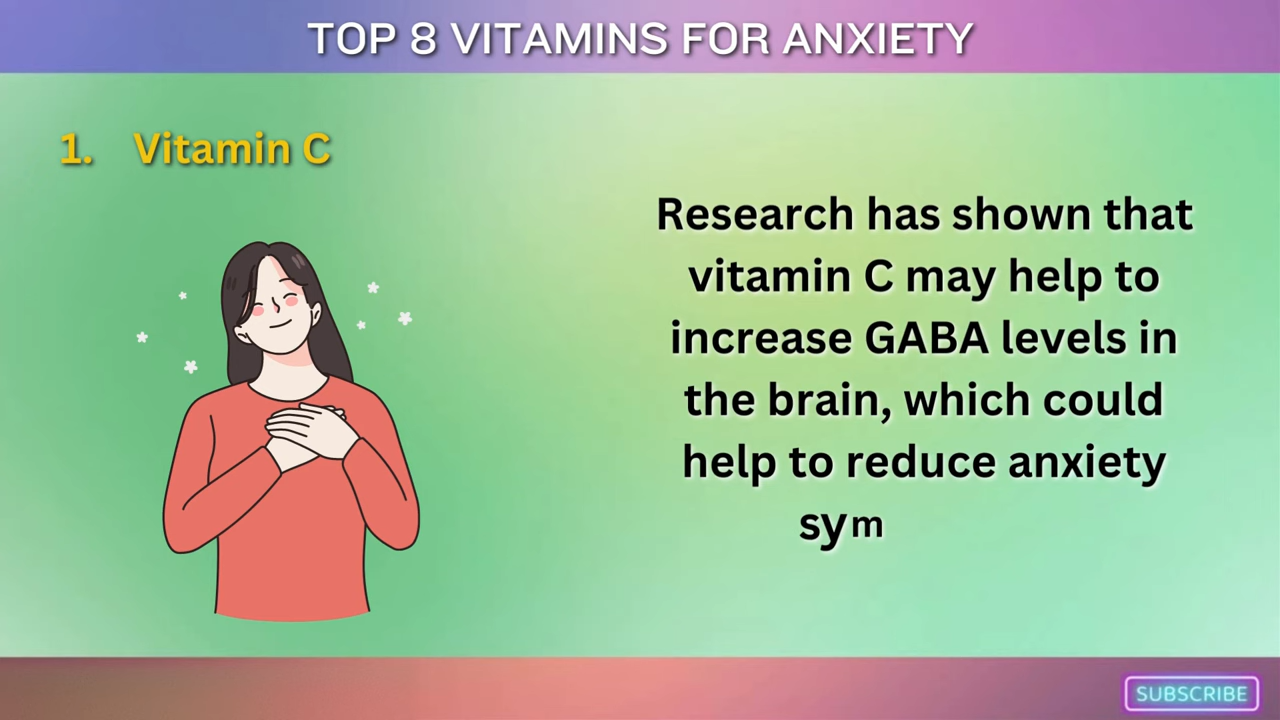 TOP 8 VITAMINS FOR ANXIETY
1. Vitamin C
Research has shown that
vitamin C may help to
increase GABA levels in
the brain, which could
help to reduce anxiety
sym
SUBSCRIBE